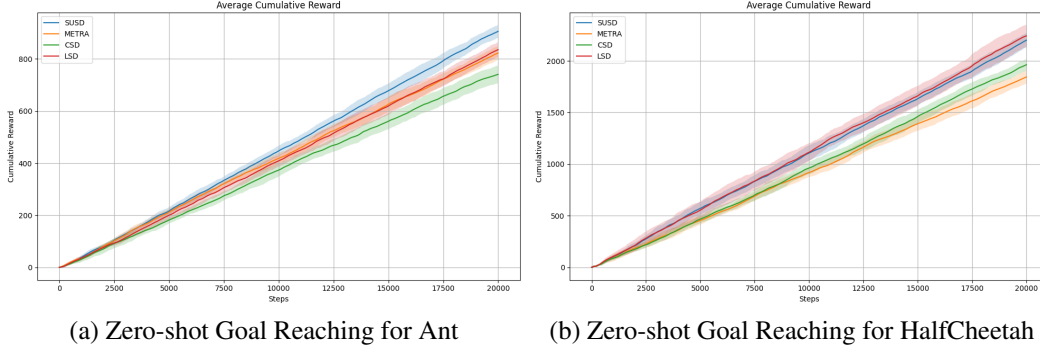 Average Cumulative Reward
SUSD
METRA
CSD
LSD
Cumulative Reward
800
600
400
200
0
0 2500 5000 7500 10000 12500 15000 17500 20000
Steps
(a) Zero-shot Goal Reaching for Ant
Average Cumulative Reward
SUSD
METRA
CSD
LSD
Cumulative Reward
2000
1500
1000
500
0
0 2500 5000 7500 10000 12500 15000 17500 20000
Steps
(b) Zero-shot Goal Reaching for HalfCheetah